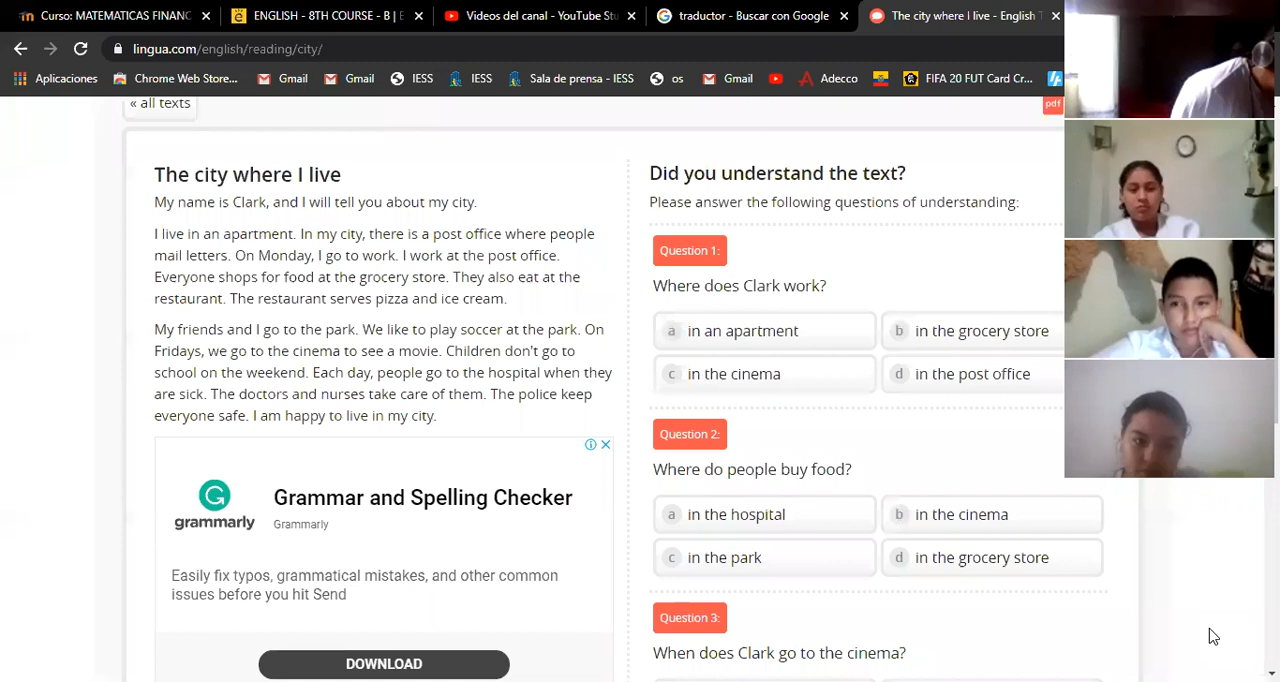 Curso: MATEMATICAS FINANC
ENGLISH - 8TH COURSE - B | E
Videos del canal - YouTube Stu
traductor - Buscar con Google
The city where I live - English T
lingua.com/english/reading/city/
Aplicaciones
Chrome Web Store...
Gmail
Gmail
IESS
IESS
Sala de prensa - IESS
os
Gmail
Adecco
FIFA 20 FUT Card Cr...
« all texts
pdf
The city where I live
My name is Clark, and I will tell you about my city.
I live in an apartment. In my city, there is a post office where people
mail letters. On Monday, I go to work. I work at the post office.
Everyone shops for food at the grocery store. They also eat at the
restaurant. The restaurant serves pizza and ice cream.
My friends and I go to the park. We like to play soccer at the park. On
Fridays, we go to the cinema to see a movie. Children don't go to
school on the weekend. Each day, people go to the hospital when they
are sick. The doctors and nurses take care of them. The police keep
everyone safe. I am happy to live in my city.
grammarly
Grammar and Spelling Checker
Grammarly
Easily fix typos, grammatical mistakes, and other common
issues before you hit Send
DOWNLOAD
Did you understand the text?
Please answer the following questions of understanding:
Question 1:
Where does Clark work?
a in an apartment
b in the grocery store
c in the cinema
d in the post office
Question 2:
Where do people buy food?
a in the hospital
b in the cinema
c in the park
d in the grocery store
Question 3:
When does Clark go to the cinema?